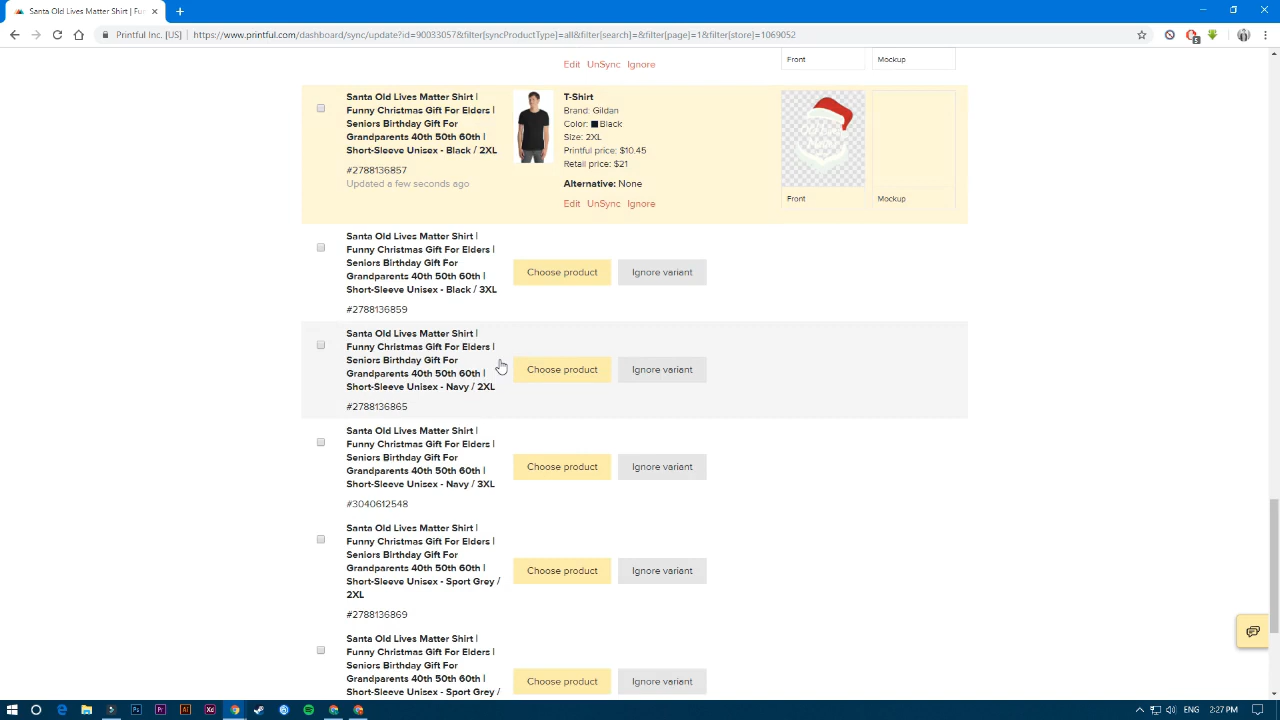 Santa Old Lives Matter Shirt | Fun
Printful Inc. [US]
https://www.printful.com/dashboard/sync/update?id=90033057&filter[syncProductType]=all&filter[search]=&filter[page]=1&filter[store]=1069052
Edit UnSync Ignore
Front
Mockup
Santa Old Lives Matter Shirt |
Funny Christmas Gift For Elders |
Seniors Birthday Gift For
Grandparents 40th 50th 60th |
Short-Sleeve Unisex - Black / 2XL
#2788136857
Updated a few seconds ago
T-Shirt
Brand: Gildan
Color: Black
Size: 2XL
Printful price: $10.45
Retail price: $21
Alternative: None
Edit UnSync Ignore
Front
Mockup
Santa Old Lives Matter Shirt |
Funny Christmas Gift For Elders |
Seniors Birthday Gift For
Grandparents 40th 50th 60th |
Short-Sleeve Unisex - Black / 3XL
#2788136859
Choose product
Ignore variant
Santa Old Lives Matter Shirt |
Funny Christmas Gift For Elders |
Seniors Birthday Gift For
Grandparents 40th 50th 60th |
Short-Sleeve Unisex - Navy / 2XL
#2788136865
Choose product
Ignore variant
Santa Old Lives Matter Shirt |
Funny Christmas Gift For Elders |
Seniors Birthday Gift For
Grandparents 40th 50th 60th |
Short-Sleeve Unisex - Navy / 3XL
#3040612548
Choose product
Ignore variant
Santa Old Lives Matter Shirt |
Funny Christmas Gift For Elders |
Seniors Birthday Gift For
Grandparents 40th 50th 60th |
Short-Sleeve Unisex - Sport Grey /
2XL
#2788136869
Choose product
Ignore variant
Santa Old Lives Matter Shirt |
Funny Christmas Gift For Elders |
Seniors Birthday Gift For
Grandparents 40th 50th 60th |
Short-Sleeve Unisex - Sport Grey /
Choose product
Ignore variant
Ps
Pr
Ai
Xd
ENG
2:27 PM